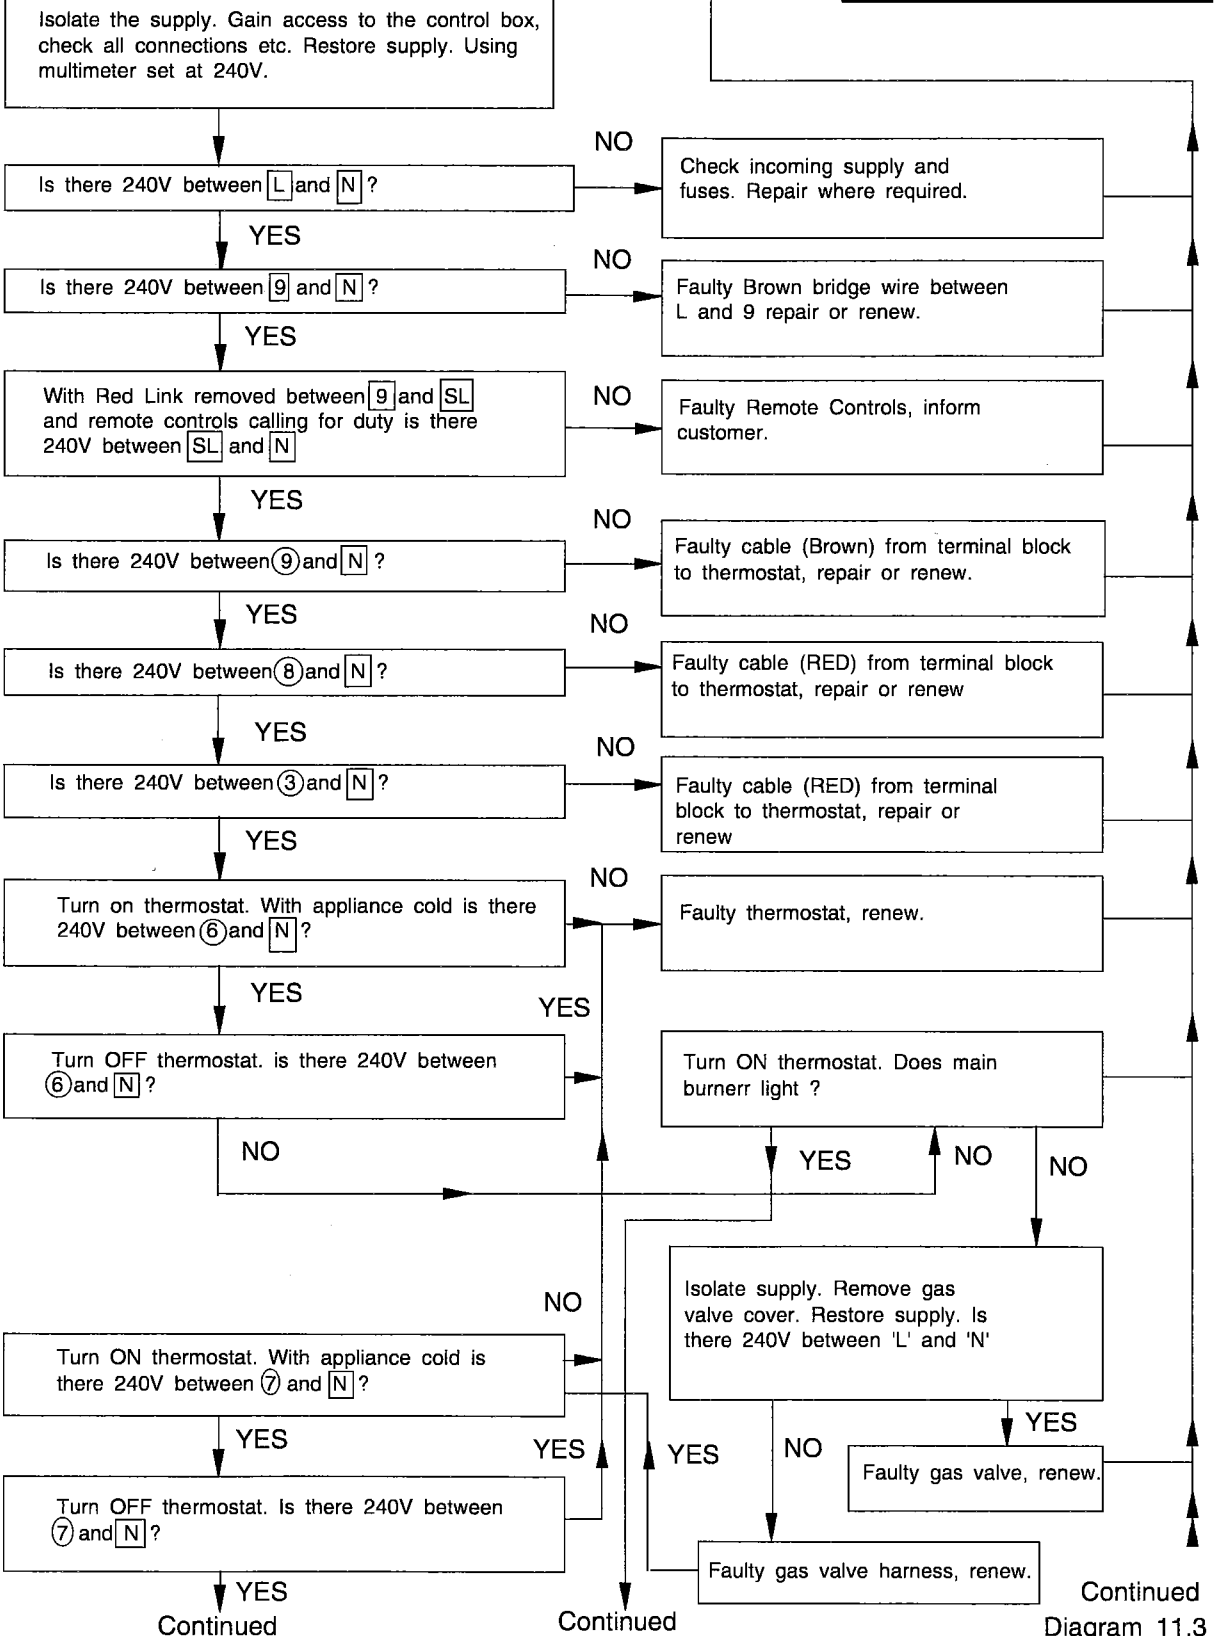 Isolate the supply. Gain access to the control box,
check all connections etc. Restore supply. Using
multimeter set at 240V.
NO
Is there 240V between L and N ?
Check incoming supply and
fuses. Repair where required.
YES
NO
Is there 240V between 9 and N ?
Faulty Brown bridge wire between
L and 9 repair or renew.
YES
With Red Link removed between 9 and SL
and remote controls calling for duty is there
240V between SL and N
NO
Faulty Remote Controls, inform
customer.
YES
NO
Is there 240V between 9 and N ?
Faulty cable (Brown) from terminal block
to thermostat, repair or renew.
YES
NO
Is there 240V between 8 and N ?
Faulty cable (RED) from terminal block
to thermostat, repair or renew
YES
NO
Is there 240V between 3 and N ?
Faulty cable (RED) from terminal
block to thermostat, repair or
renew
YES
NO
Turn on thermostat. With appliance cold is there
240V between 6 and N ?
Faulty thermostat, renew.
YES
YES
Turn OFF thermostat. is there 240V between
6 and N ?
Turn ON thermostat. Does main
burnerr light ?
NO
YES
NO
NO
Isolate supply. Remove gas
valve cover. Restore supply. Is
there 240V between 'L' and 'N'
NO
Turn ON thermostat. With appliance cold is
there 240V between 7 and N ?
YES
YES
YES
NO
YES
Faulty gas valve, renew.
Turn OFF thermostat. Is there 240V between
7 and N ?
Faulty gas valve harness, renew.
YES
Continued
Continued
Continued
Diagram 11.3